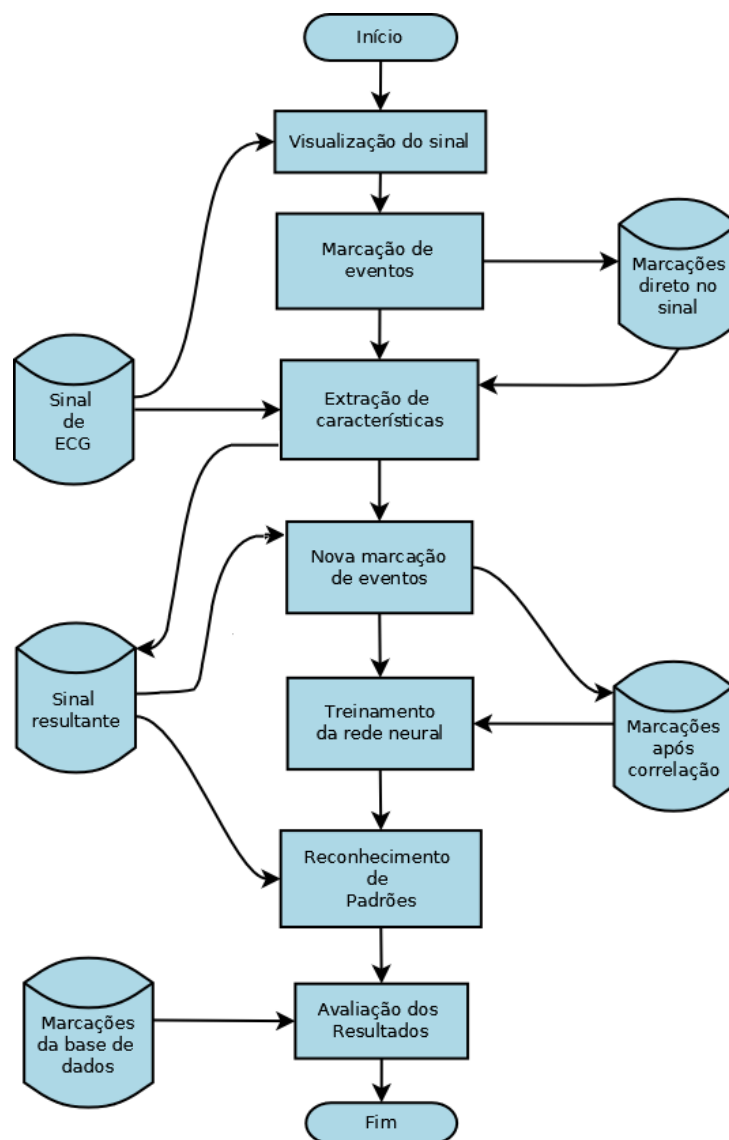 Início
Visualização do sinal
Marcação de
eventos
Marcações
direto no
sinal
Sinal
de
ECG
Extração de
características
Nova marcação
de eventos
Sinal
resultante
Treinamento
da rede neural
Marcações
após
correlação
Reconhecimento
de
Padrões
Marcações
da base de
dados
Avaliação dos
Resultados
Fim